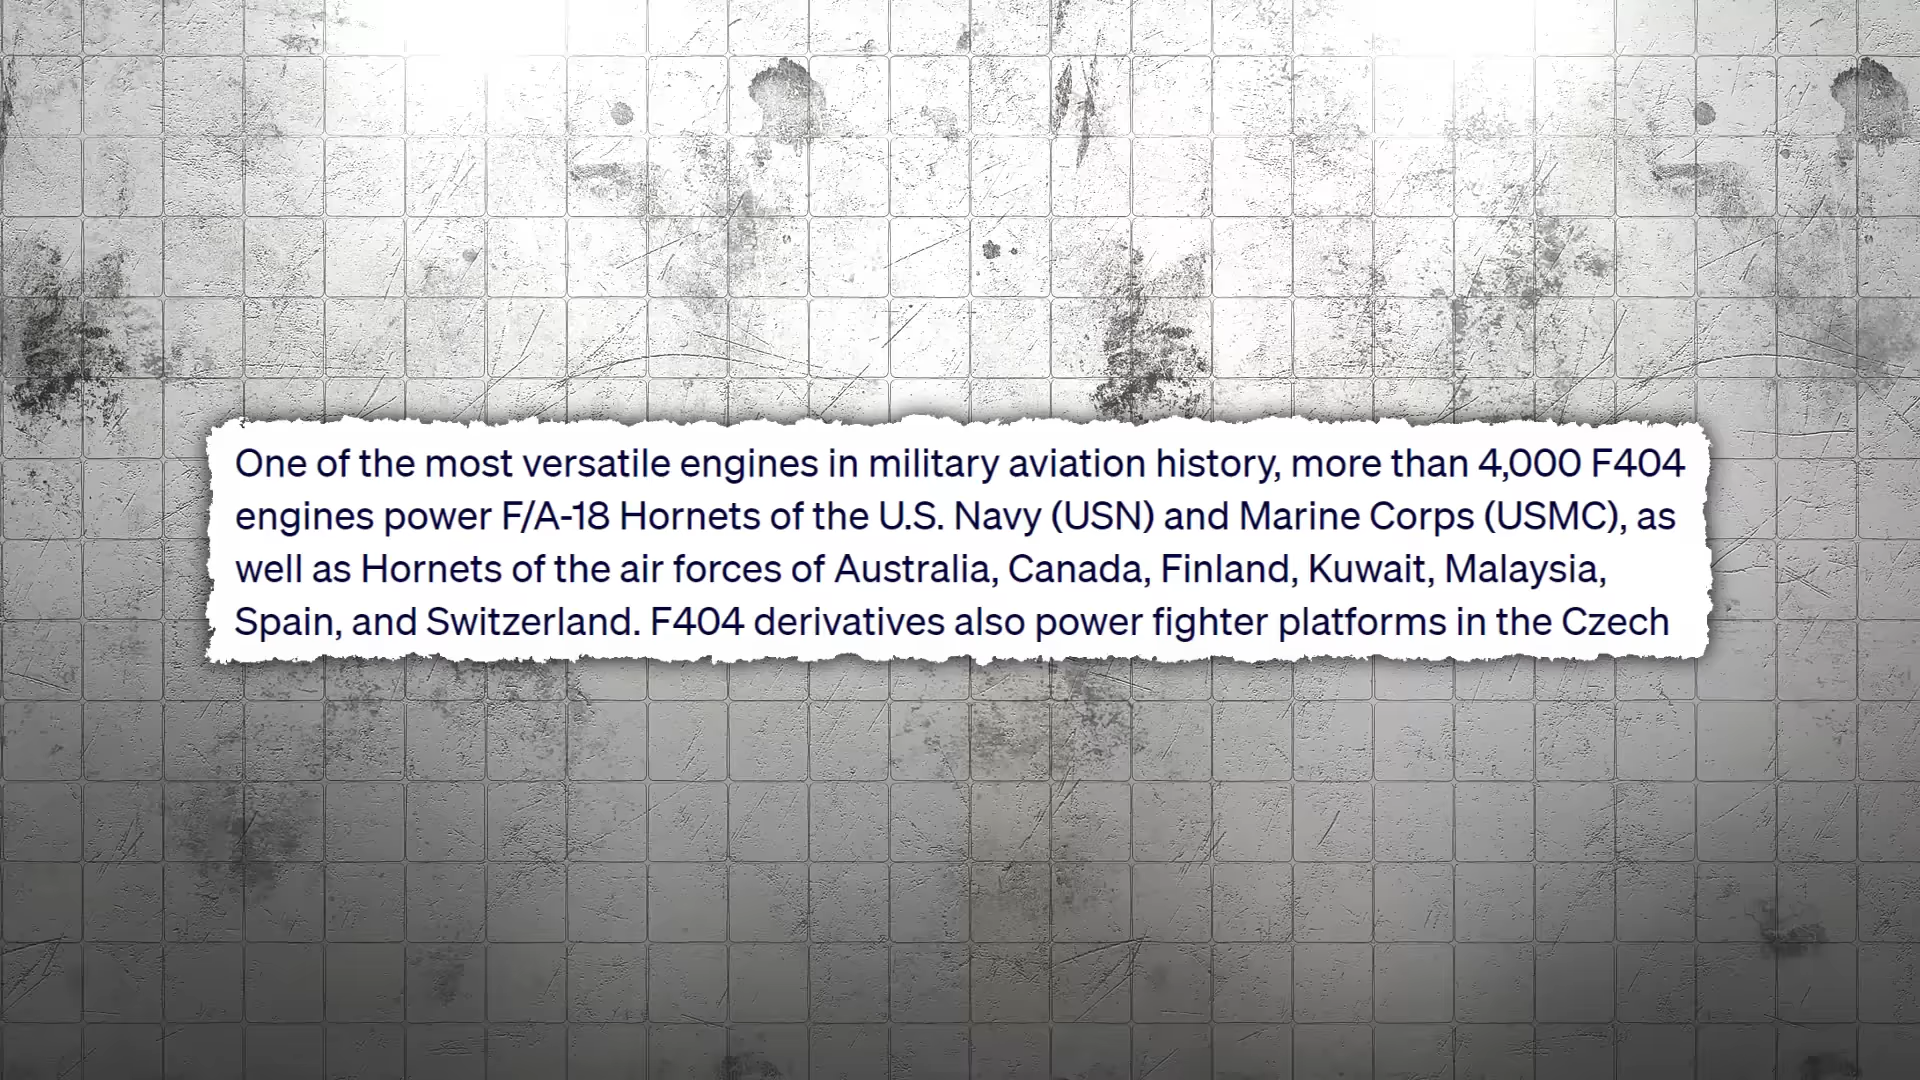 One of the most versatile engines in military aviation history, more than 4,000 F404
engines power F/A-18 Hornets of the U.S. Navy (USN) and Marine Corps (USMC), as
well as Hornets of the air forces of Australia, Canada, Finland, Kuwait, Malaysia,
Spain, and Switzerland. F404 derivatives also power fighter platforms in the Czech